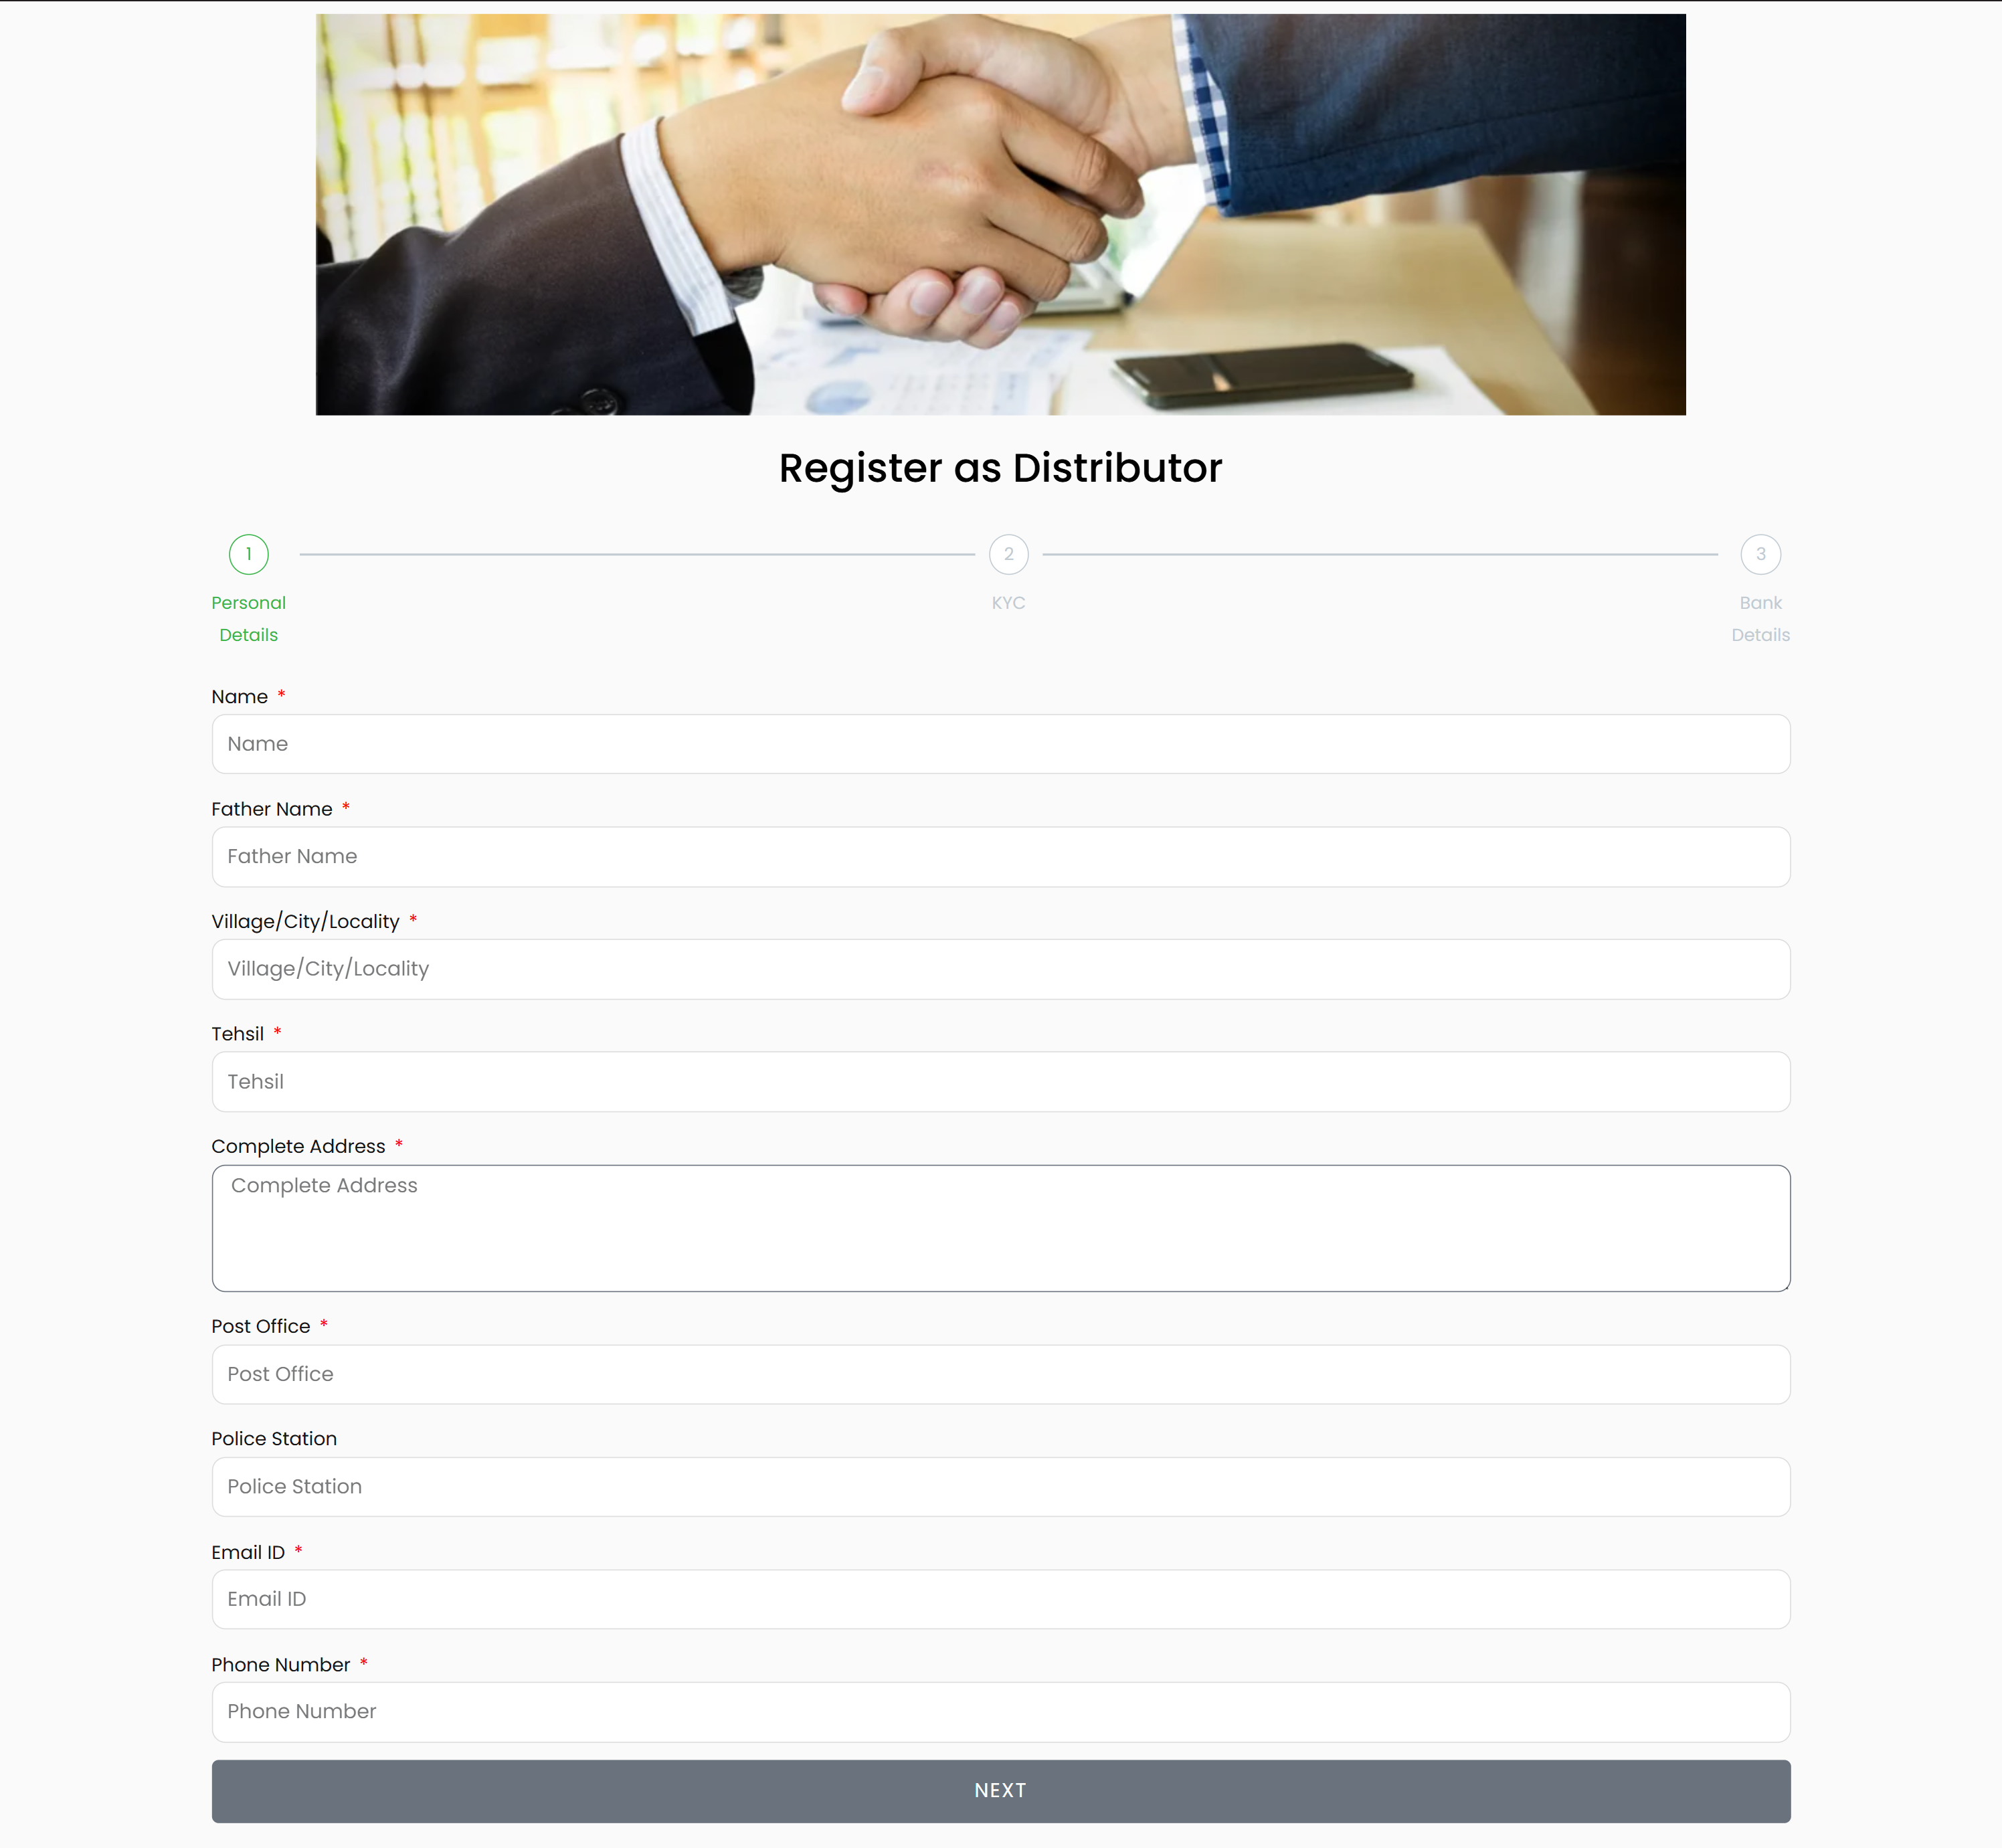 Register as Distributor
1
2
3
Personal
Details
KYC
Bank
Details
Name *
Name
Father Name *
Father Name
Village/City/Locality *
Village/City/Locality
Tehsil *
Tehsil
Complete Address *
Complete Address
Post Office *
Post Office
Police Station
Police Station
Email ID *
Email ID
Phone Number *
Phone Number
NEXT